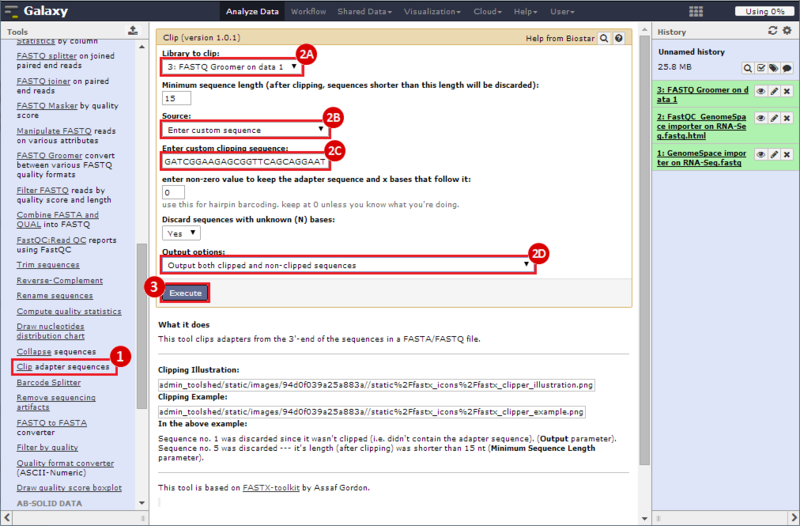 Galaxy
Analyze Data Workflow Shared Data Visualization Cloud Help User Using 0%
Tools
Statistics by column
FASTQ splitter on joined
paired end reads
FASTQ joiner on paired
end reads
FASTQ Masker by quality
score
Manipulate FASTQ reads
on various attributes
FASTQ Groomer convert
between various FASTQ
quality formats
Filter FASTQ reads by
quality score and length
Combine FASTA and
QUAL into FASTQ
FastQC:Read QC reports
using FastQC
Trim sequences
Reverse-Complement
Rename sequences
Compute quality statistics
Draw nucleotides
distribution chart
Collapse sequences
1
Clip adapter sequences
Barcode Splitter
Remove sequencing
artifacts
FASTQ to FASTA
converter
Filter by quality
Quality format converter
(ASCII-Numeric)
Draw quality score boxplot
AB-SOLID DATA
Clip (version 1.0.1) Help from Biostar
Library to clip: 2A
3: FASTQ Groomer on data 1
Minimum sequence length (after clipping, sequences shorter than this length will be discarded):
15
Source: 2B
Enter custom sequence
Enter custom clipping sequence: 2C
GATCGGAAGAGCGGTTCAGCAGGAAT
enter non-zero value to keep the adapter sequence and x bases that follow it:
0
use this for hairpin barcoding. keep at 0 unless you know what you're doing.
Discard sequences with unknown (N) bases:
Yes
Output options: 2D
Output both clipped and non-clipped sequences
3 Execute
What it does
This tool clips adapters from the 3'-end of the sequences in a FASTA/FASTQ file.
Clipping Illustration:
admin_toolshed/static/images/94d0f039a25a883a//static%2Ffastx_icons%2Ffastx_clipper_illustration.png
Clipping Example:
admin_toolshed/static/images/94d0f039a25a883a//static%2Ffastx_icons%2Ffastx_clipper_example.png
In the above example:
Sequence no. 1 was discarded since it wasn't clipped (i.e. didn't contain the adapter sequence). (Output parameter).
Sequence no. 5 was discarded --- it's length (after clipping) was shorter than 15 nt (Minimum Sequence Length
parameter).
This tool is based on FASTX-toolkit by Assaf Gordon.
History
Unnamed history
25.8 MB
3: FASTQ Groomer on d
ata 1
2: FastQC_GenomeSpa
ce importer on RNA-Se
q.fastq.html
1: GenomeSpace impor
ter on RNA-Seq.fastq